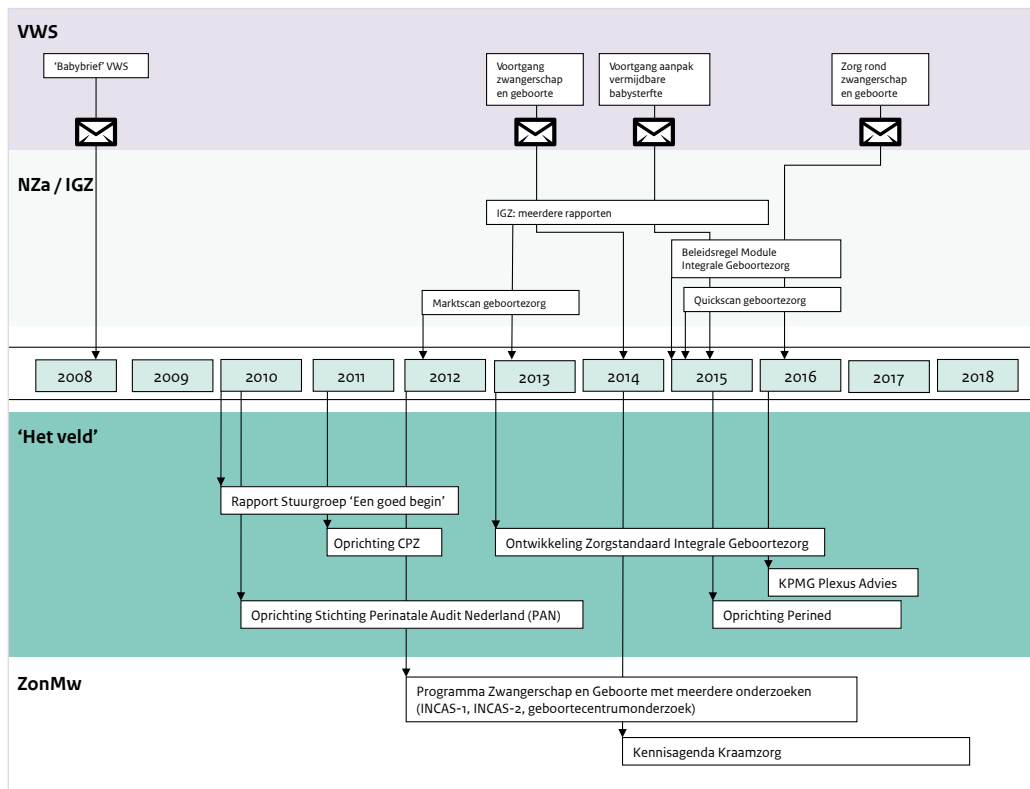 VWS
‘Babybrief’ VWS
Voortgang
zwangerschap
en geboorte
Voortgang aanpak
vermijdbare
babysterfte
Zorg rond
zwangerschap
en geboorte
NZa / IGZ
IGZ: meerdere rapporten
Beleidsregel Module
Integrale Geboortezorg
Marktscan geboortezorg
Quickscan geboortezorg
2008 2009 2010 2011 2012 2013 2014 2015 2016 2017 2018
‘Het veld’
Rapport Stuurgroep ‘Een goed begin’
Oprichting CPZ
Ontwikkeling Zorgstandaard Integrale Geboortezorg
KPMG Plexus Advies
Oprichting Stichting Perinatale Audit Nederland (PAN)
Oprichting Perined
ZonMw
Programma Zwangerschap en Geboorte met meerdere onderzoeken
(INCAS-1, INCAS-2, geboortecentrumonderzoek)
Kennisagenda Kraamzorg